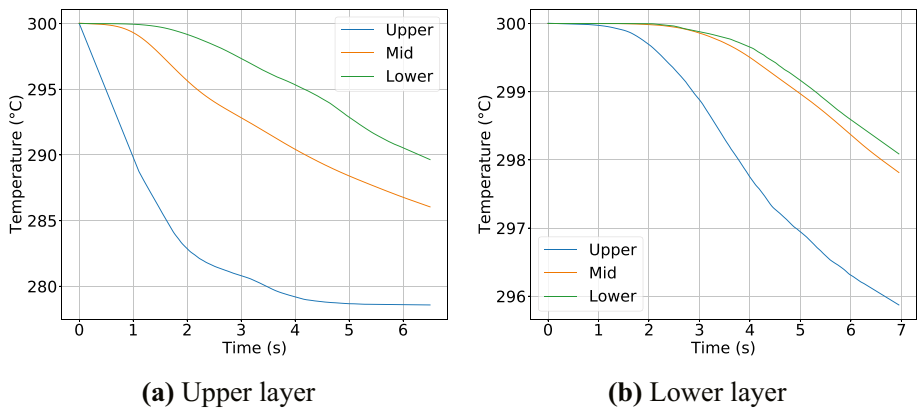 300
295
290
285
280
Temperature (°C)
0 1 2 3 4 5 6
Time (s)
Upper
Mid
Lower
(a) Upper layer
300
299
298
297
296
Temperature (°C)
0 1 2 3 4 5 6 7
Time (s)
Upper
Mid
Lower
(b) Lower layer